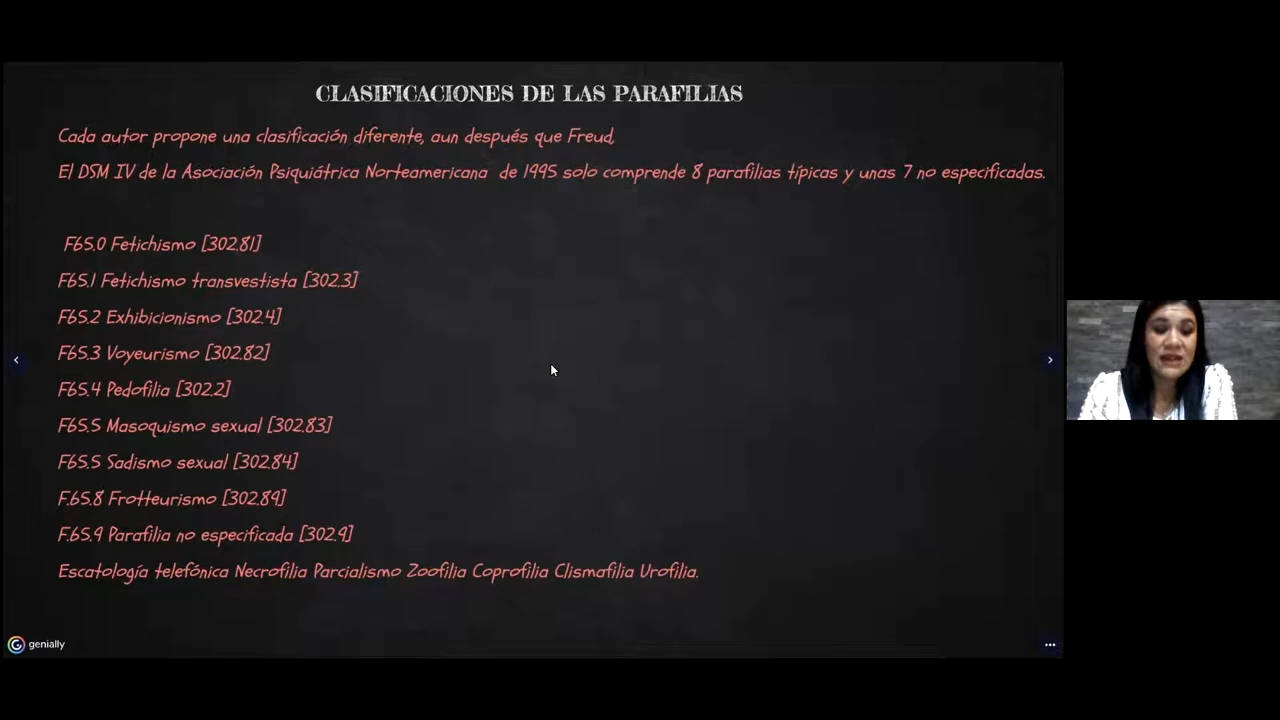 CLASIFICACIONES DE LAS PARAFILIAS
Cada autor propone una clasificación diferente, aun después que Freud,
El DSM IV de la Asociación Psiquiátrica Norteamericana de 1995 solo comprende 8 parafilias típicas y unas 7 no especificadas.
F65.0 Fetichismo [302.81]
F65.1 Fetichismo transvestista [302.3]
F65.2 Exhibicionismo [302.4]
F65.3 Voyeurismo [302.82]
F65.4 Pedofilia [302.2]
F65.5 Masoquismo sexual [302.83]
F65.5 Sadismo sexual [302.84]
F.65.8 Frotteurismo [302.89]
F.65.9 Parafilia no especificada [302.9]
Escatología telefónica Necrofilia Parcialismo Zoofilia Coprofilia Clismafilia Urofilia.
genially